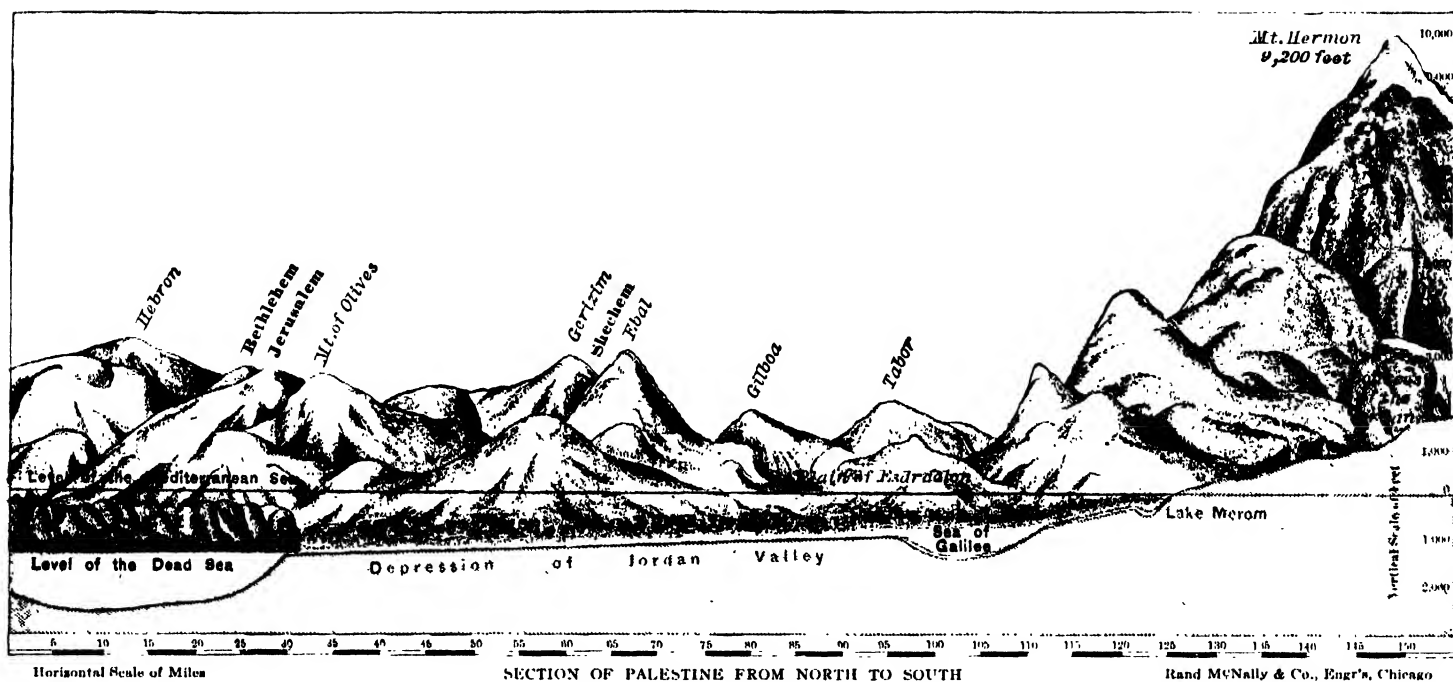 Mt. Hermon
9,200 feet
10,000
Hebron
Bethlehem
Jerusalem
Mt. of Olives
Gerizim
Shechem
Ebal
Gilboa
Tabor
Level of the Mediterranean Sea
Plain of Esdraelon
1,000
0
Lake Merom
Sea of
Galilee
Level of the Dead Sea
Depression of Jordan Valley
1,000
2,000
Vertical Scale of Feet
5 10 15 20 25 30 35 40 45 50 55 60 65 70 75 80 85 90 95 100 105 110 115 120 125 130 135 140 145 150
Horizontal Scale of Miles
SECTION OF PALESTINE FROM NORTH TO SOUTH
Rand McNally & Co., Engr's, Chicago